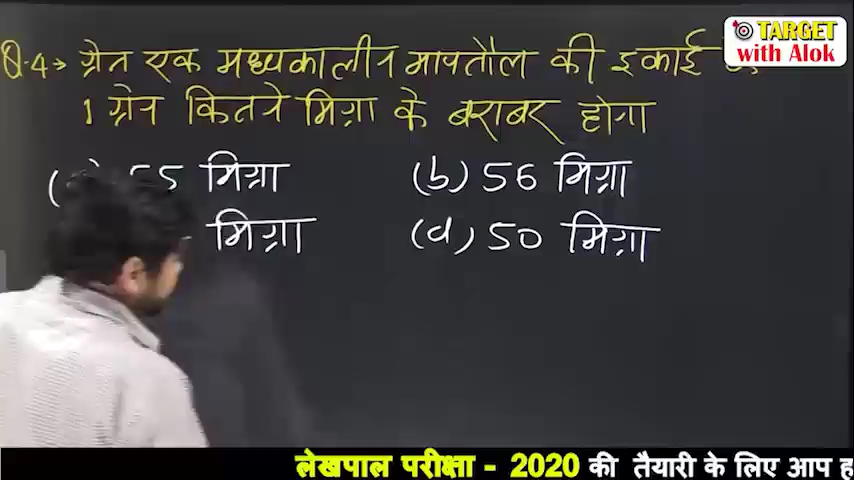 TARGET
with Alok
Q.4→ ग्रेन एक मध्यकालीन मापतौल की इकाई
1 ग्रेन कितने मिग्रा के बराबर होगा
55 मिग्रा (b) 56 मिग्रा
मिग्रा (d) 50 मिग्रा
लेखपाल परीक्षा - 2020 की तैयारी के लिए आप ह